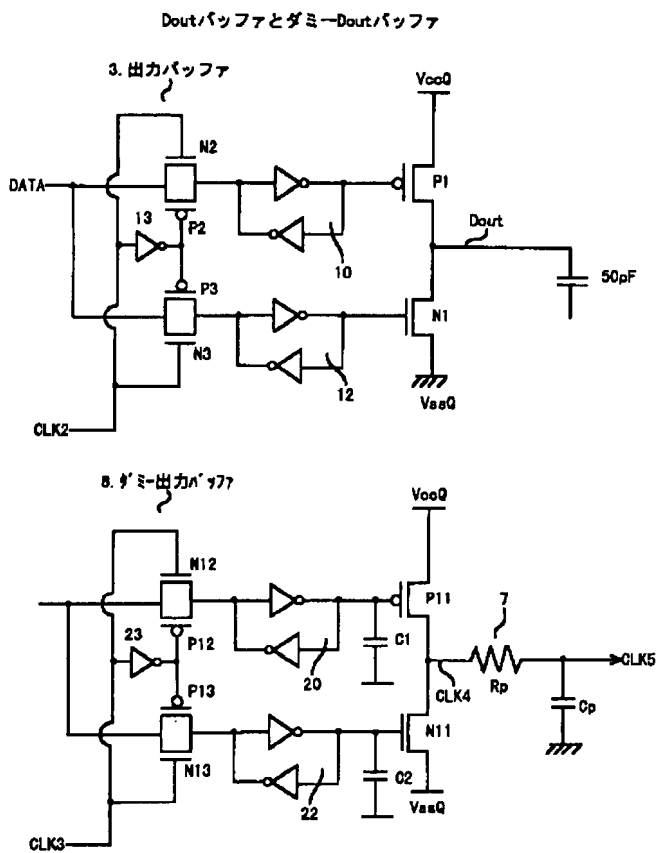 DoutバッファとダミーDoutバッファ
3.出力バッファ
VccQ
N2
DATA
P1
13
P2
Dout
10
P3
50pF
N1
N3
12
VssQ
CLK2
8.ダミー出力バッファ
VccQ
N12
P11
7
23
P12
C1
20
CLK4
Rp
CLK5
P13
Cp
N11
N13
C2
22
VssQ
CLK3